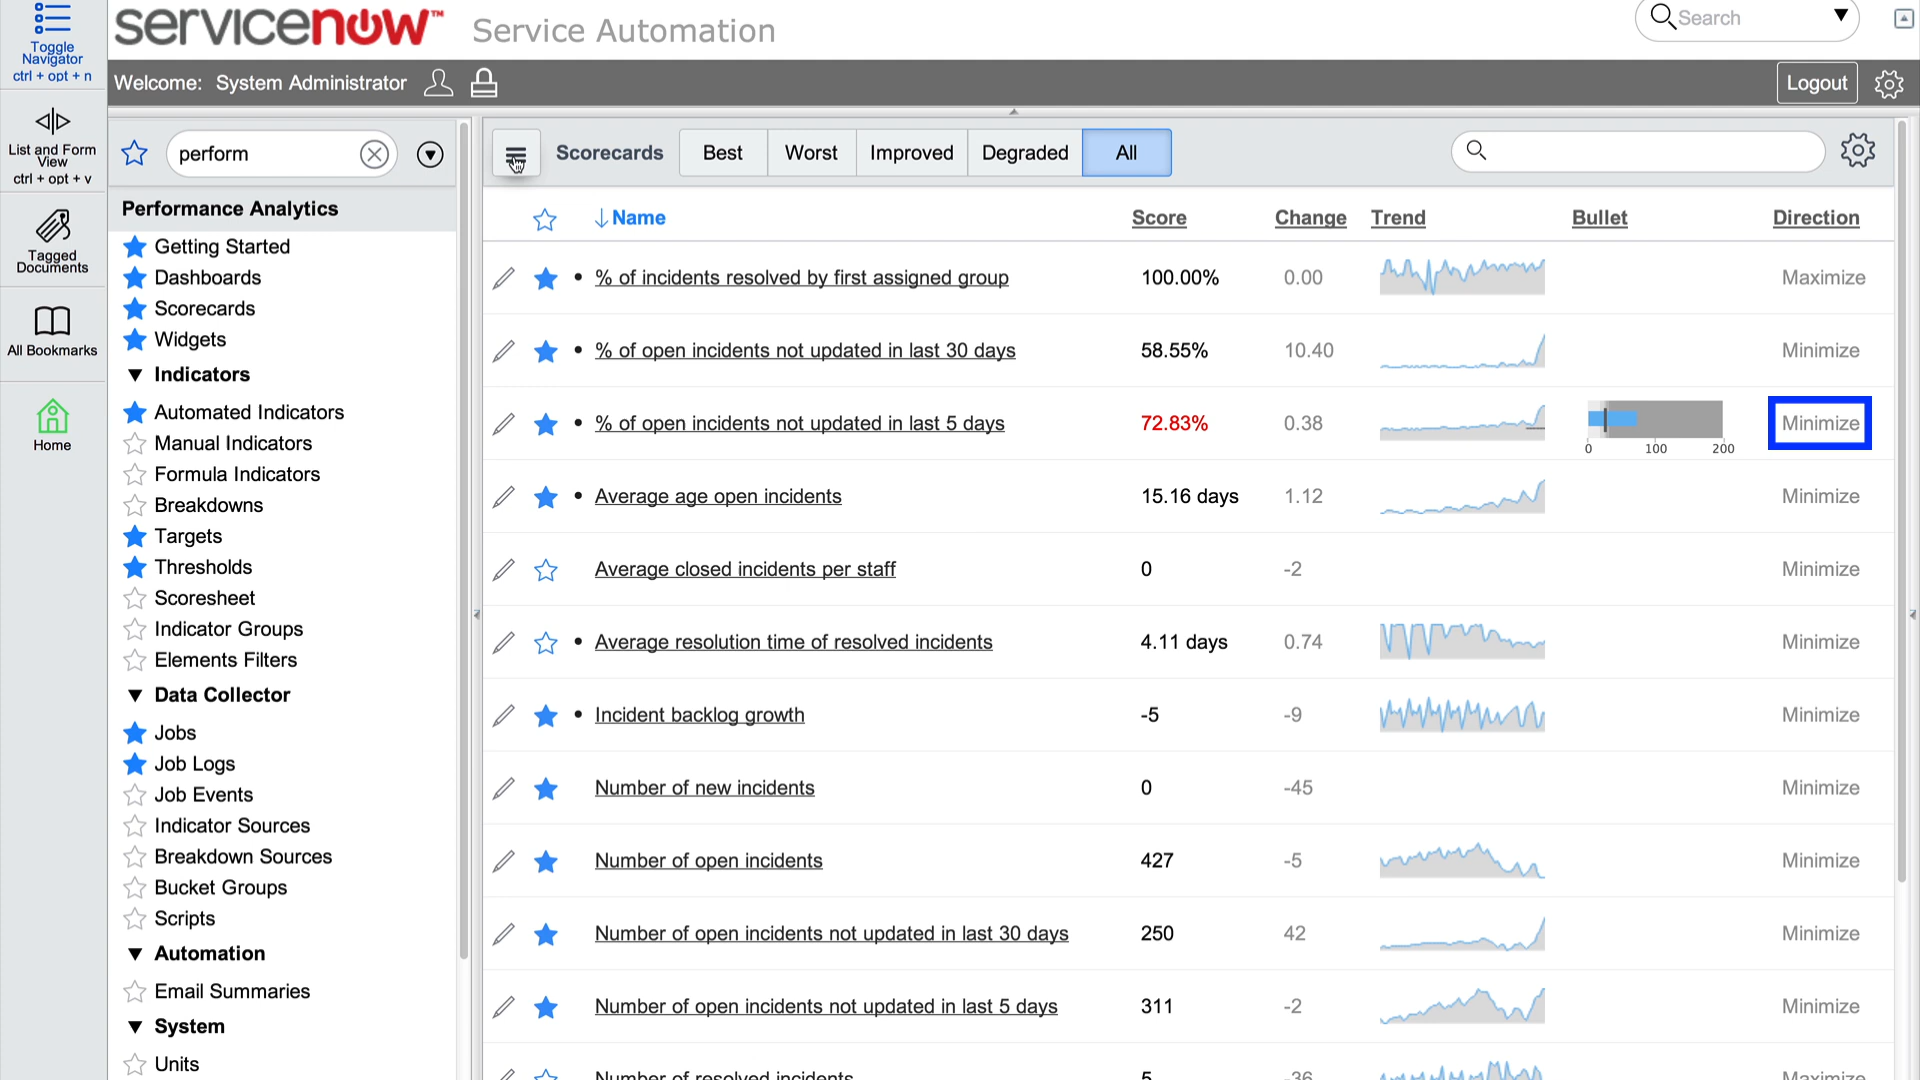 Toggle
Navigator
ctrl + opt + n
List and Form
View
ctrl + opt + v
Tagged
Documents
All Bookmarks
Home
servicenow™ Service Automation
Search
Welcome: System Administrator
Logout
perform
Performance Analytics
Getting Started
Dashboards
Scorecards
Widgets
Indicators
Automated Indicators
Manual Indicators
Formula Indicators
Breakdowns
Targets
Thresholds
Scoresheet
Indicator Groups
Elements Filters
Data Collector
Jobs
Job Logs
Job Events
Indicator Sources
Breakdown Sources
Bucket Groups
Scripts
Automation
Email Summaries
System
Units
Scorecards Best Worst Improved Degraded All
Name Score Change Trend Bullet Direction
% of incidents resolved by first assigned group 100.00% 0.00 Maximize
% of open incidents not updated in last 30 days 58.55% 10.40 Minimize
% of open incidents not updated in last 5 days 72.83% 0.38 Minimize
0 100 200
Average age open incidents 15.16 days 1.12 Minimize
Average closed incidents per staff 0 -2 Minimize
Average resolution time of resolved incidents 4.11 days 0.74 Minimize
Incident backlog growth -5 -9 Minimize
Number of new incidents 0 -45 Minimize
Number of open incidents 427 -5 Minimize
Number of open incidents not updated in last 30 days 250 42 Minimize
Number of open incidents not updated in last 5 days 311 -2 Minimize
Number of resolved incidents 5 -36 Maximize